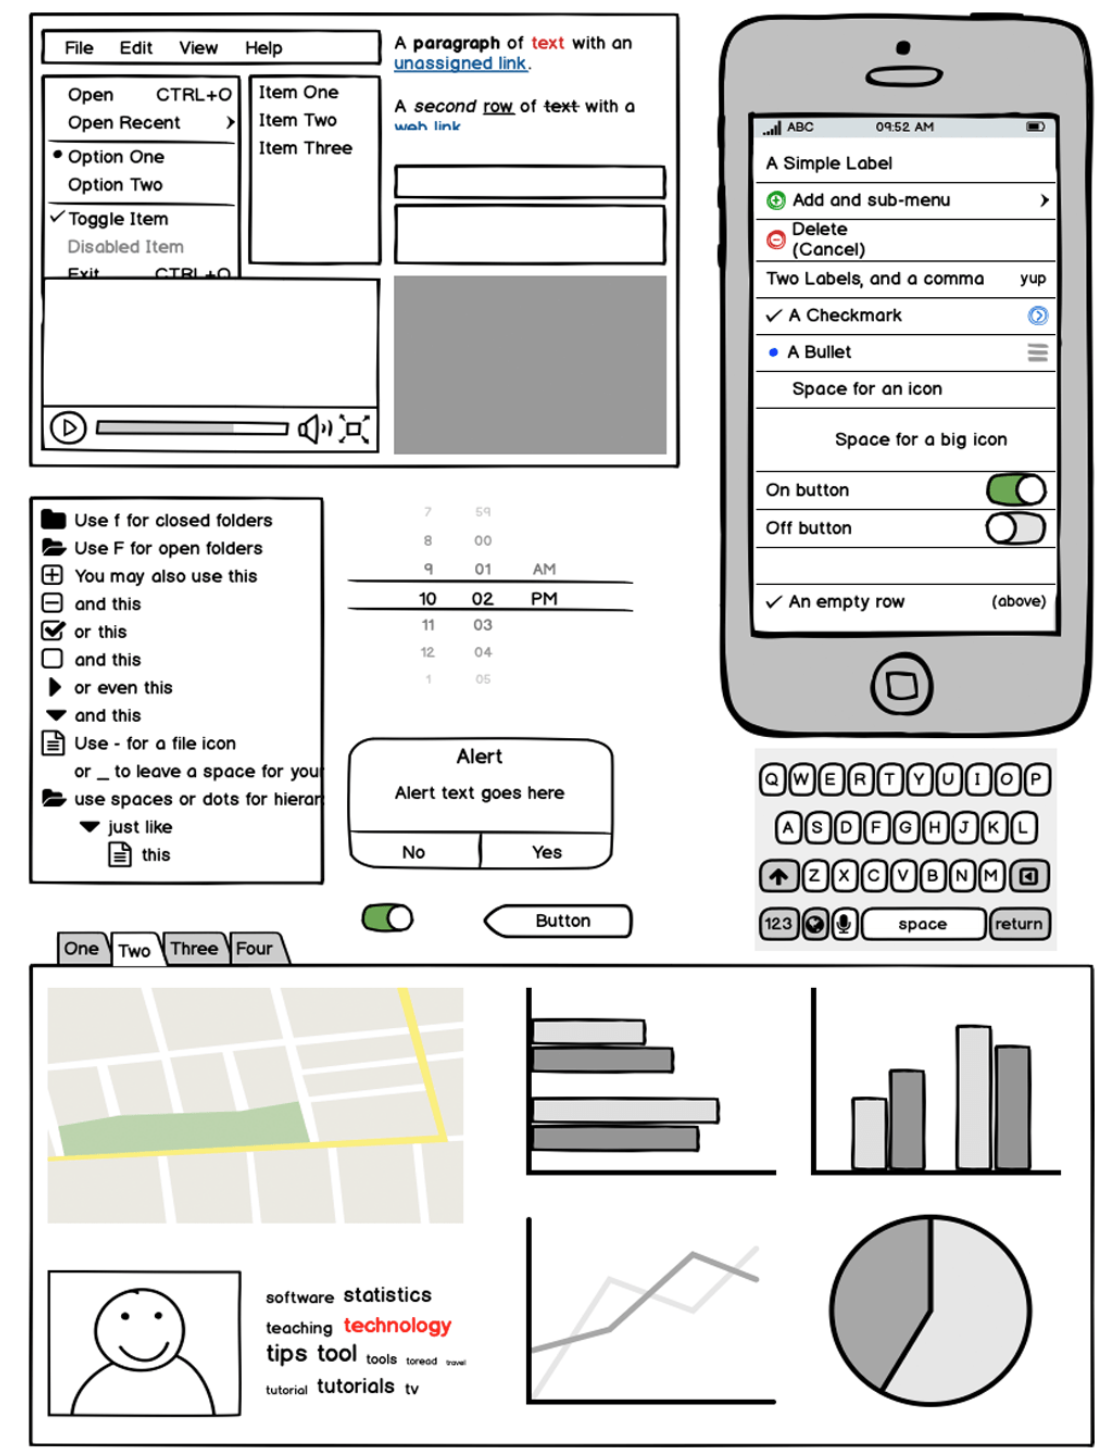 File Edit View Help
Open CTRL+O
Open Recent
Option One
Option Two
Toggle Item
Disabled Item
Exit CTRL+O
Item One
Item Two
Item Three
A paragraph of text with an
unassigned link.
A second row of text with a
web link
ABC 09:52 AM
A Simple Label
Add and sub-menu
Delete
(Cancel)
Two Labels, and a comma yup
A Checkmark
A Bullet
Space for an icon
Space for a big icon
On button
Off button
An empty row (above)
Use f for closed folders
Use F for open folders
You may also use this
and this
or this
and this
or even this
and this
Use - for a file icon
or _ to leave a space for your
use spaces or dots for hierar
just like
this
7 59
8 00
9 01 AM
10 02 PM
11 03
12 04
1 05
Alert
Alert text goes here
No Yes
Button
Q W E R T Y U I O P
A S D F G H J K L
Z X C V B N M
123 space return
One Two Three Four
software statistics
teaching technology
tips tool tools toread travel
tutorial tutorials tv